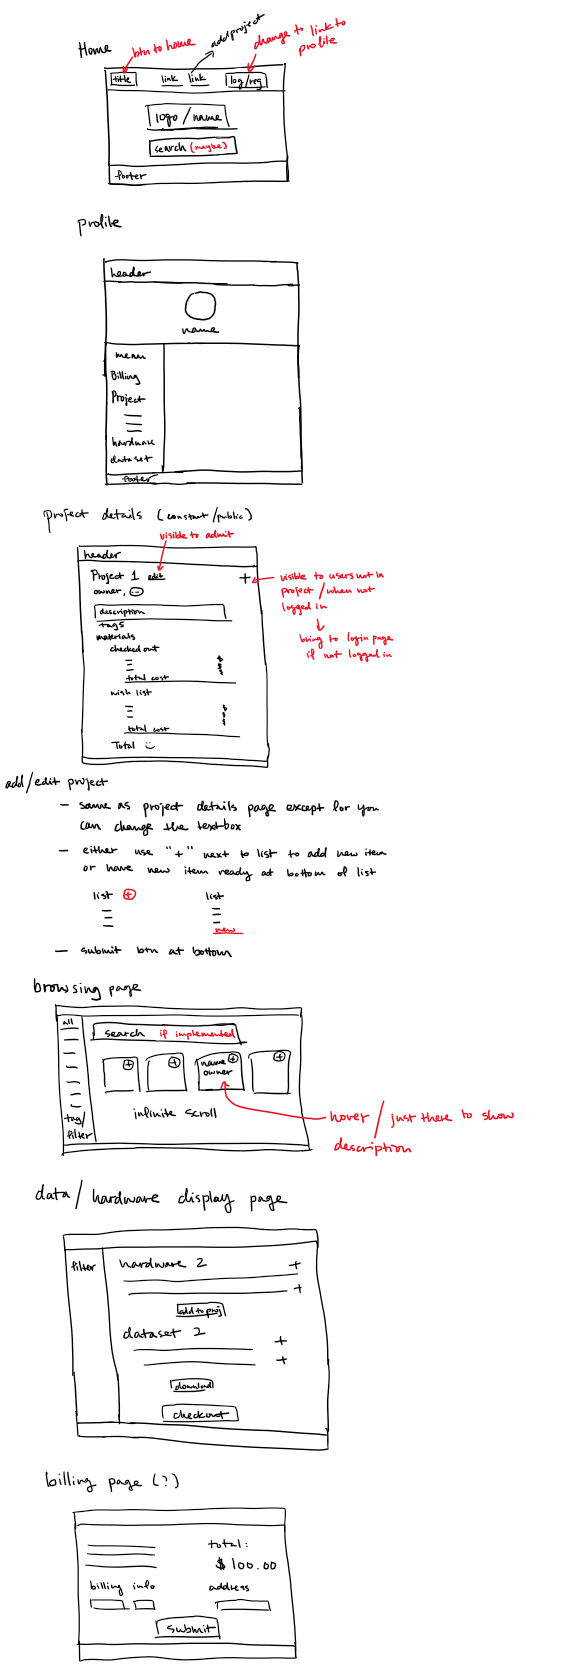 Home
btn to home
add project
change to link to
profile
title
link
link
log/reg
logo / name
search (maybe)
footer
profile
header
name
menu
Billing
Project
hardware
dataset
footer
project details (constant/public)
visible to admit
header
Project 1 edit
+
visible to users not in
project / when not
logged in
owner,
description
bring to login page
if not logged in
tags
materials
checked out
$
$
$
total cost
wish list
$
$
$
total cost
Total
add/edit project
– same as project details page except for you
can change the textbox
– either use "+" next to list to add new item
or have new item ready at bottom of list
list +
list
new
– submit btn at bottom
browsing page
all
search if implemented
+
+
name +
owner
+
tag/
filter
infinite scroll
hover / just there to show
description
data/hardware display page
filter
hardware 2
+
+
add to proj
dataset 2
+
+
download
checkout
billing page (?)
total:
$100.00
billing info
address
submit